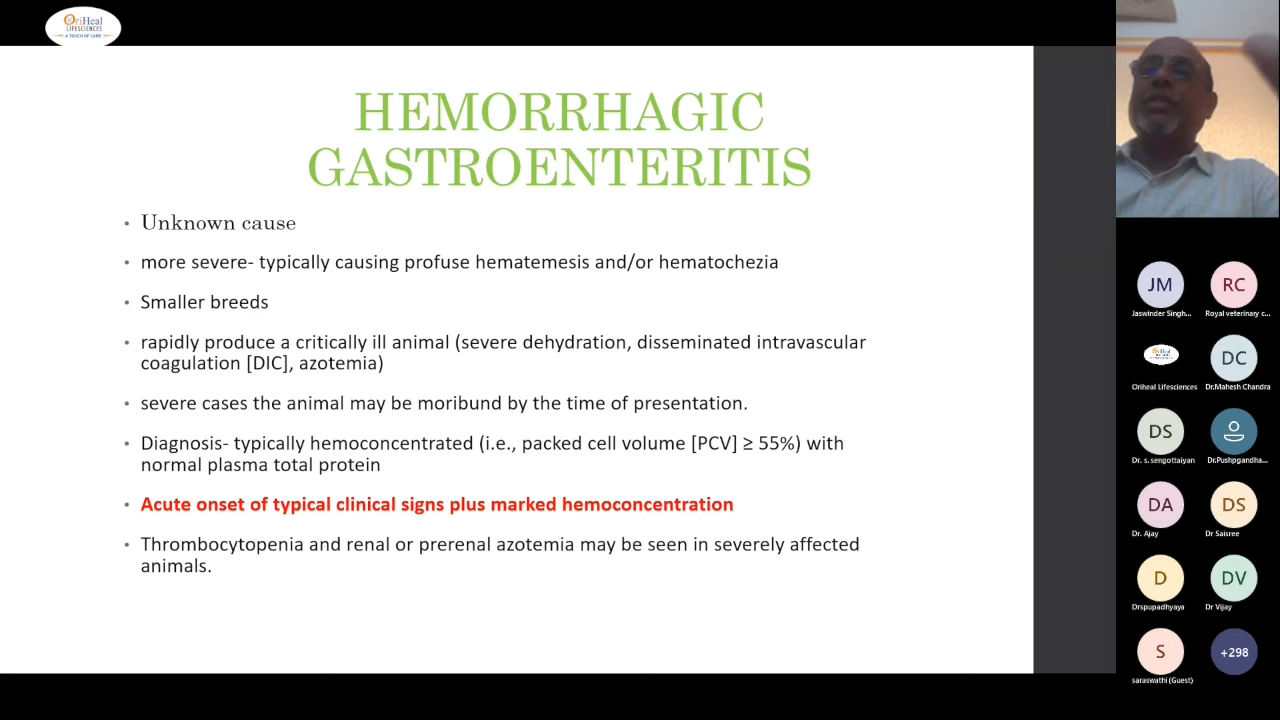 OriHeal
LIFESCIENCES
A TOUCH OF CARE
HEMORRHAGIC
GASTROENTERITIS
• Unknown cause
• more severe- typically causing profuse hematemesis and/or hematochezia
• Smaller breeds
• rapidly produce a critically ill animal (severe dehydration, disseminated intravascular
coagulation [DIC], azotemia)
• severe cases the animal may be moribund by the time of presentation.
• Diagnosis- typically hemoconcentrated (i.e., packed cell volume [PCV] ≥ 55%) with
normal plasma total protein
• Acute onset of typical clinical signs plus marked hemoconcentration
• Thrombocytopenia and renal or prerenal azotemia may be seen in severely affected
animals.
JM
RC
Jaswinder Singh...
Royal veterinary c...
DC
Oriheal Lifesciences
Dr.Mahesh Chandra
DS
Dr. s. sengottaiyan
Dr.Pushpgandha...
DA
DS
Dr. Ajay
Dr Saisree
D
DV
Drspupadhyaya
Dr Vijay
S
+298
saraswathi (Guest)